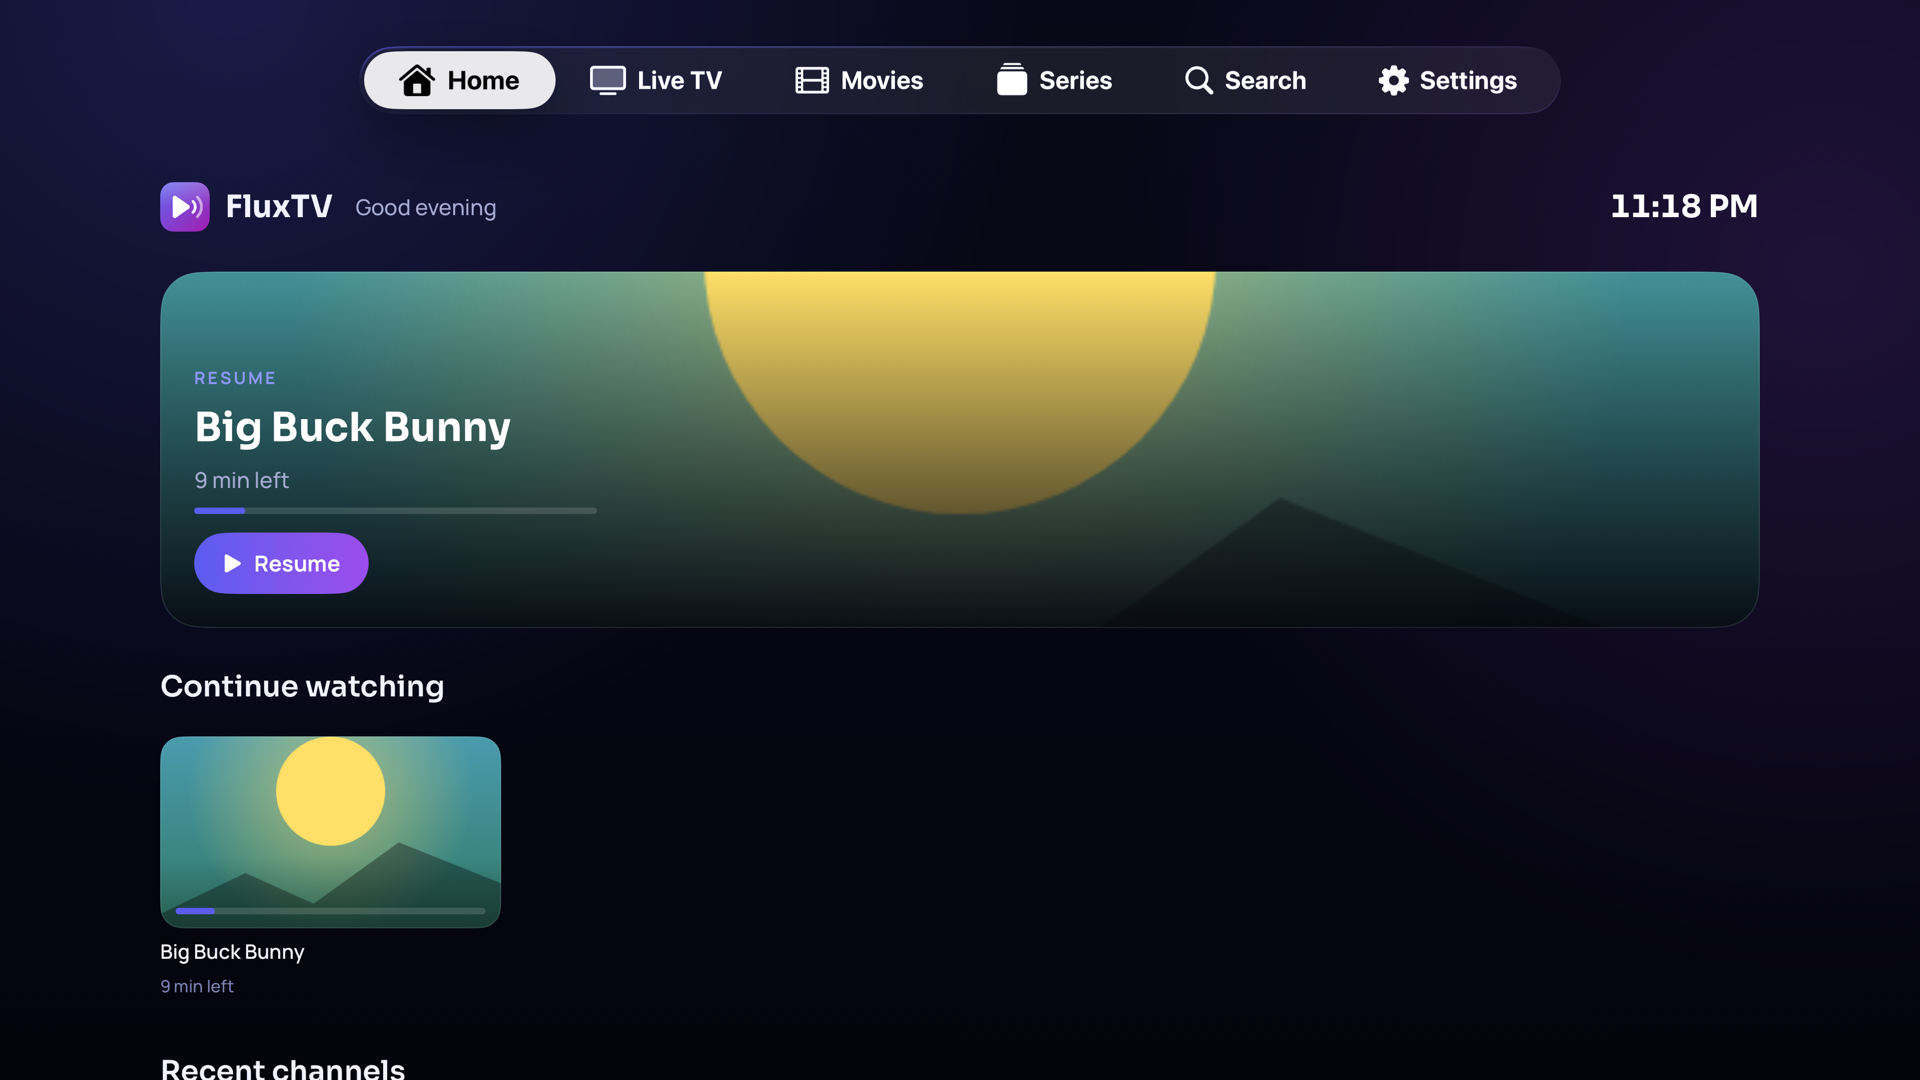 Home Live TV Movies Series Search Settings
FluxTV Good evening 11:18 PM
RESUME
Big Buck Bunny
9 min left
Resume
Continue watching
Big Buck Bunny
9 min left
Recent channels